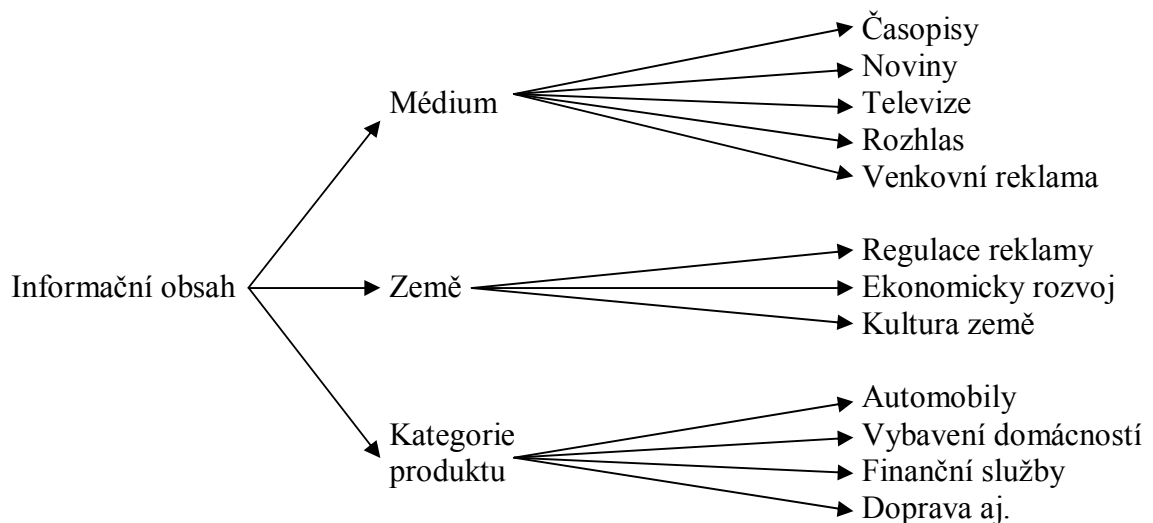 Časopisy
Noviny
Médium
Televize
Rozhlas
Venkovní reklama
Regulace reklamy
Informační obsah
Země
Ekonomicky rozvoj
Kultura země
Automobily
Kategorie
produktu
Vybavení domácností
Finanční služby
Doprava aj.